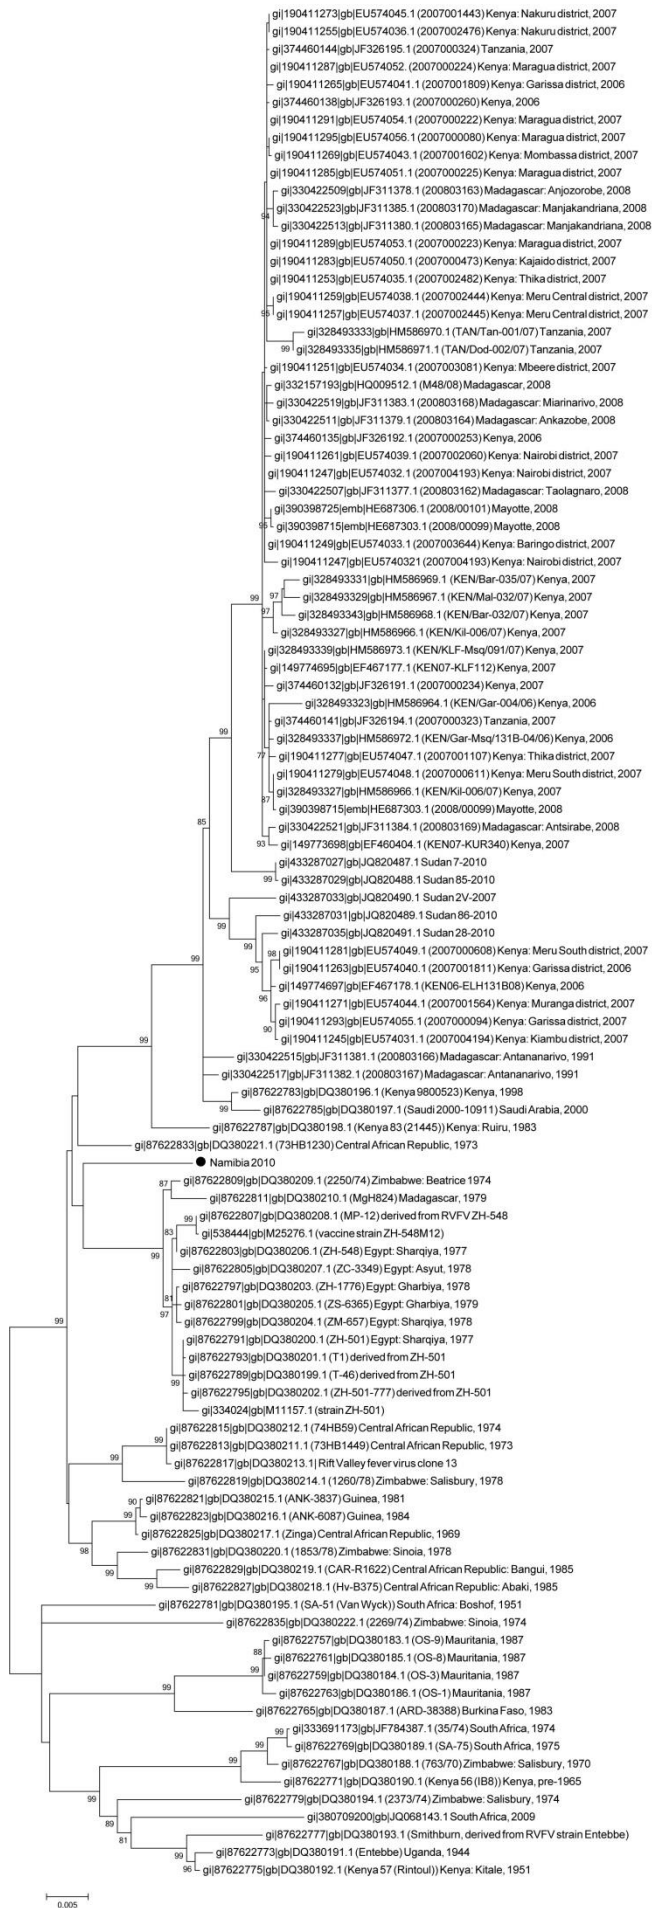 gi|190411273|gb|EU574045.1 (2007001443) Kenya: Nakuru district, 2007
gi|190411255|gb|EU574036.1 (2007002476) Kenya: Nakuru district, 2007
gi|374460144|gb|JF326195.1 (2007000324) Tanzania, 2007
gi|190411287|gb|EU574052. (2007000224) Kenya: Maragua district, 2007
gi|190411265|gb|EU574041.1 (2007001809) Kenya: Garissa district, 2006
gi|374460138|gb|JF326193.1 (2007000260) Kenya, 2006
gi|190411291|gb|EU574054.1 (2007000222) Kenya: Maragua district, 2007
gi|190411295|gb|EU574056.1 (2007000080) Kenya: Maragua district, 2007
gi|190411269|gb|EU574043.1 (2007001602) Kenya: Mombassa district, 2007
gi|190411285|gb|EU574051.1 (2007000225) Kenya: Maragua district, 2007
gi|330422509|gb|JF311378.1 (200803163) Madagascar: Anjozorobe, 2008
94 gi|330422523|gb|JF311385.1 (200803170) Madagascar: Manjakandriana, 2008
gi|330422513|gb|JF311380.1 (200803165) Madagascar: Manjakandriana, 2008
gi|190411289|gb|EU574053.1 (2007000223) Kenya: Maragua district, 2007
gi|190411283|gb|EU574050.1 (2007000473) Kenya: Kajaido district, 2007
gi|190411253|gb|EU574035.1 (2007002482) Kenya: Thika district, 2007
gi|190411259|gb|EU574038.1 (2007002444) Kenya: Meru Central district, 2007
95 gi|190411257|gb|EU574037.1 (2007002445) Kenya: Meru Central district, 2007
gi|328493333|gb|HM586970.1 (TAN/Tan-001/07) Tanzania, 2007
99 gi|328493335|gb|HM586971.1 (TAN/Dod-002/07) Tanzania, 2007
gi|190411251|gb|EU574034.1 (2007003081) Kenya: Mbeere district, 2007
gi|332157193|gb|HQ009512.1 (M48/08) Madagascar, 2008
gi|330422519|gb|JF311383.1 (200803168) Madagascar: Miarinarivo, 2008
gi|330422511|gb|JF311379.1 (200803164) Madagascar: Ankazobe, 2008
gi|374460135|gb|JF326192.1 (2007000253) Kenya, 2006
gi|190411261|gb|EU574039.1 (2007002060) Kenya: Nairobi district, 2007
gi|190411247|gb|EU574032.1 (2007004193) Kenya: Nairobi district, 2007
gi|330422507|gb|JF311377.1 (200803162) Madagascar: Taolagnaro, 2008
gi|390398725|emb|HE687306.1 (2008/00101) Mayotte, 2008
95 gi|390398715|emb|HE687303.1 (2008/00099) Mayotte, 2008
gi|190411249|gb|EU574033.1 (2007003644) Kenya: Baringo district, 2007
gi|190411247|gb|EU5740321 (2007004193) Kenya: Nairobi district, 2007
97 gi|328493331|gb|HM586969.1 (KEN/Bar-035/07) Kenya, 2007
99 gi|328493329|gb|HM586967.1 (KEN/Mal-032/07) Kenya, 2007
97 gi|328493343|gb|HM586968.1 (KEN/Bar-032/07) Kenya, 2007
gi|328493327|gb|HM586966.1 (KEN/Kil-006/07) Kenya, 2007
gi|328493339|gb|HM586973.1 (KEN/KLF-Msq/091/07) Kenya, 2007
gi|149774695|gb|EF467177.1 (KEN07-KLF112) Kenya, 2007
gi|374460132|gb|JF326191.1 (2007000234) Kenya, 2007
gi|328493323|gb|HM586964.1 (KEN/Gar-004/06) Kenya, 2006
99 gi|374460141|gb|JF326194.1 (2007000323) Tanzania, 2007
gi|328493337|gb|HM586972.1 (KEN/Gar-Msq/131B-04/06) Kenya, 2006
77 gi|190411277|gb|EU574047.1 (2007001107) Kenya: Thika district, 2007
gi|190411279|gb|EU574048.1 (2007000611) Kenya: Meru South district, 2007
gi|328493327|gb|HM586966.1 (KEN/Kil-006/07) Kenya, 2007
87 gi|390398715|emb|HE687303.1 (2008/00099) Mayotte, 2008
85 gi|330422521|gb|JF311384.1 (200803169) Madagascar: Antsirabe, 2008
93 gi|149773698|gb|EF460404.1 (KEN07-KUR340) Kenya, 2007
gi|433287027|gb|JQ820487.1 Sudan 7-2010
99 gi|433287029|gb|JQ820488.1 Sudan 85-2010
gi|433287033|gb|JQ820490.1 Sudan 2V-2007
gi|433287031|gb|JQ820489.1 Sudan 86-2010
99 gi|433287035|gb|JQ820491.1 Sudan 28-2010
98 gi|190411281|gb|EU574049.1 (2007000608) Kenya: Meru South district, 2007
99 95 gi|190411263|gb|EU574040.1 (2007001811) Kenya: Garissa district, 2006
gi|149774697|gb|EF467178.1 (KEN06-ELH131B08) Kenya, 2006
96 gi|190411271|gb|EU574044.1 (2007001564) Kenya: Muranga district, 2007
gi|190411293|gb|EU574055.1 (2007000094) Kenya: Garissa district, 2007
90 gi|190411245|gb|EU574031.1 (2007004194) Kenya: Kiambu district, 2007
99 gi|330422515|gb|JF311381.1 (200803166) Madagascar: Antananarivo, 1991
gi|330422517|gb|JF311382.1 (200803167) Madagascar: Antananarivo, 1991
gi|87622783|gb|DQ380196.1 (Kenya 9800523) Kenya, 1998
99 gi|87622785|gb|DQ380197.1 (Saudi 2000-10911) Saudi Arabia, 2000
gi|87622787|gb|DQ380198.1 (Kenya 83 (21445)) Kenya: Ruiru, 1983
gi|87622833|gb|DQ380221.1 (73HB1230) Central African Republic, 1973
Namibia 2010
87 gi|87622809|gb|DQ380209.1 (2250/74) Zimbabwe: Beatrice 1974
gi|87622811|gb|DQ380210.1 (MgH824) Madagascar, 1979
99 gi|87622807|gb|DQ380208.1 (MP-12) derived from RVFV ZH-548
83 gi|538444|gb|M25276.1 (vaccine strain ZH-548M12)
gi|87622803|gb|DQ380206.1 (ZH-548) Egypt: Sharqiya, 1977
gi|87622805|gb|DQ380207.1 (ZC-3349) Egypt: Asyut, 1978
gi|87622797|gb|DQ380203. (ZH-1776) Egypt: Gharbiya, 1978
81 gi|87622801|gb|DQ380205.1 (ZS-6365) Egypt: Gharbiya, 1979
97 gi|87622799|gb|DQ380204.1 (ZM-657) Egypt: Sharqiya, 1978
gi|87622791|gb|DQ380200.1 (ZH-501) Egypt: Sharqiya, 1977
99 gi|87622793|gb|DQ380201.1 (T1) derived from ZH-501
gi|87622789|gb|DQ380199.1 (T-46) derived from ZH-501
99 gi|87622795|gb|DQ380202.1 (ZH-501-777) derived from ZH-501
gi|334024|gb|M11157.1 (strain ZH-501)
gi|87622815|gb|DQ380212.1 (74HB59) Central African Republic, 1974
99 gi|87622813|gb|DQ380211.1 (73HB1449) Central African Republic, 1973
99 gi|87622817|gb|DQ380213.1| Rift Valley fever virus clone 13
gi|87622819|gb|DQ380214.1 (1260/78) Zimbabwe: Salisbury, 1978
90 gi|87622821|gb|DQ380215.1 (ANK-3837) Guinea, 1981
99 gi|87622823|gb|DQ380216.1 (ANK-6087) Guinea, 1984
gi|87622825|gb|DQ380217.1 (Zinga) Central African Republic, 1969
98 gi|87622831|gb|DQ380220.1 (1853/78) Zimbabwe: Sinoia, 1978
99 gi|87622829|gb|DQ380219.1 (CAR-R1622) Central African Republic: Bangui, 1985
99 gi|87622827|gb|DQ380218.1 (Hv-B375) Central African Republic: Abaki, 1985
gi|87622781|gb|DQ380195.1 (SA-51 (Van Wyck)) South Africa: Boshof, 1951
gi|87622835|gb|DQ380222.1 (2269/74) Zimbabwe: Sinoia, 1974
gi|87622757|gb|DQ380183.1 (OS-9) Mauritania, 1987
88 gi|87622761|gb|DQ380185.1 (OS-8) Mauritania, 1987
99 gi|87622759|gb|DQ380184.1 (OS-3) Mauritania, 1987
99 gi|87622763|gb|DQ380186.1 (OS-1) Mauritania, 1987
gi|87622765|gb|DQ380187.1 (ARD-38388) Burkina Faso, 1983
99 gi|333691173|gb|JF784387.1 (35/74) South Africa, 1974
99 gi|87622769|gb|DQ380189.1 (SA-75) South Africa, 1975
gi|87622767|gb|DQ380188.1 (763/70) Zimbabwe: Salisbury, 1970
99 gi|87622771|gb|DQ380190.1 (Kenya 56 (IB8)) Kenya, pre-1965
gi|87622779|gb|DQ380194.1 (2373/74) Zimbabwe: Salisbury, 1974
89 gi|380709200|gb|JQ068143.1 South Africa, 2009
81 gi|87622777|gb|DQ380193.1 (Smithburn, derived from RVFV strain Entebbe)
99 gi|87622773|gb|DQ380191.1 (Entebbe) Uganda, 1944
96 gi|87622775|gb|DQ380192.1 (Kenya 57 (Rintoul)) Kenya: Kitale, 1951
0.005